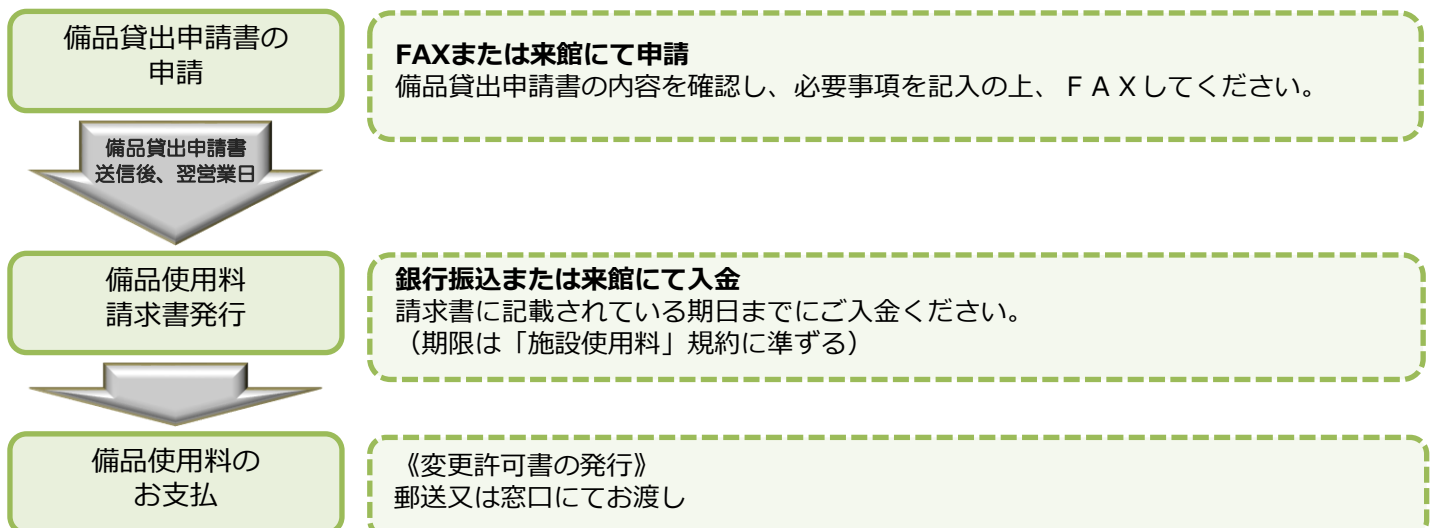 備品貸出申請書の
申請
FAXまたは来館にて申請
備品貸出申請書の内容を確認し、必要事項を記入の上、ＦＡＸしてください。
備品貸出申請書
送信後、翌営業日
備品使用料
請求書発行
銀行振込または来館にて入金
請求書に記載されている期日までにご入金ください。
（期限は「施設使用料」規約に準ずる）
備品使用料の
お支払
《変更許可書の発行》
郵送又は窓口にてお渡し